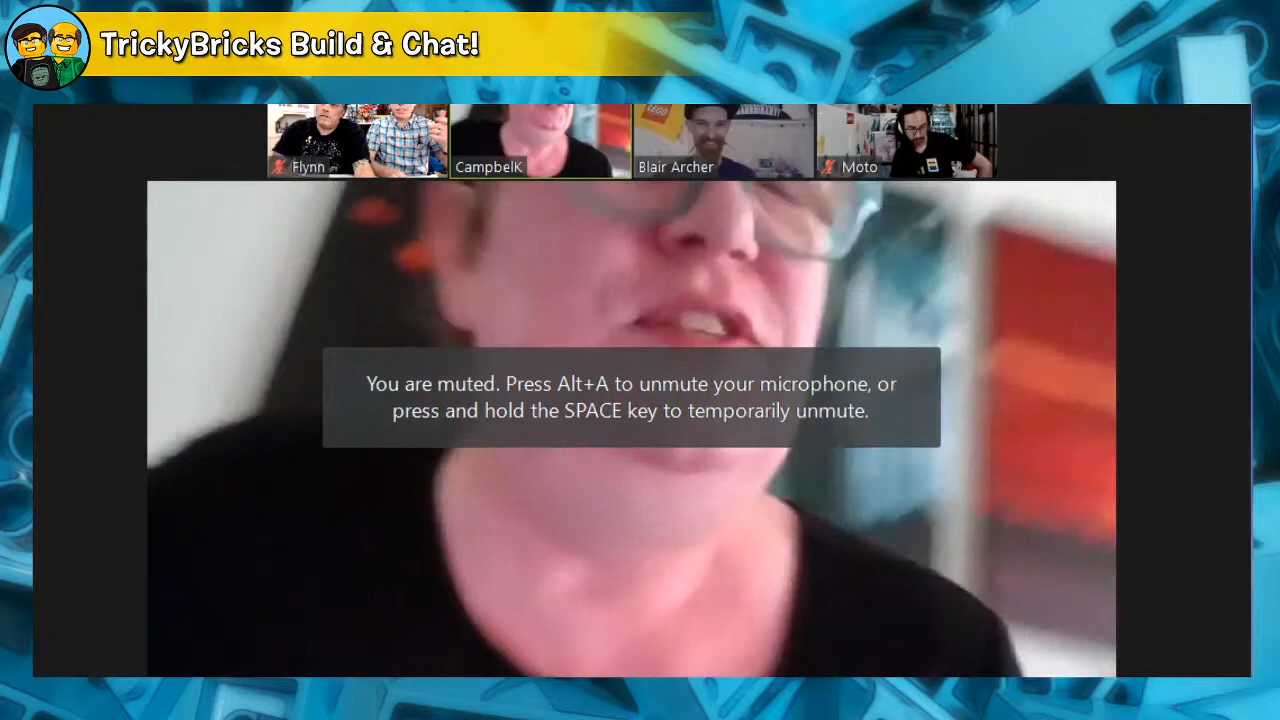 TrickyBricks Build & Chat!
LEGO
Flynn
CampbelK
Blair Archer
Moto
You are muted. Press Alt+A to unmute your microphone, or
press and hold the SPACE key to temporarily unmute.